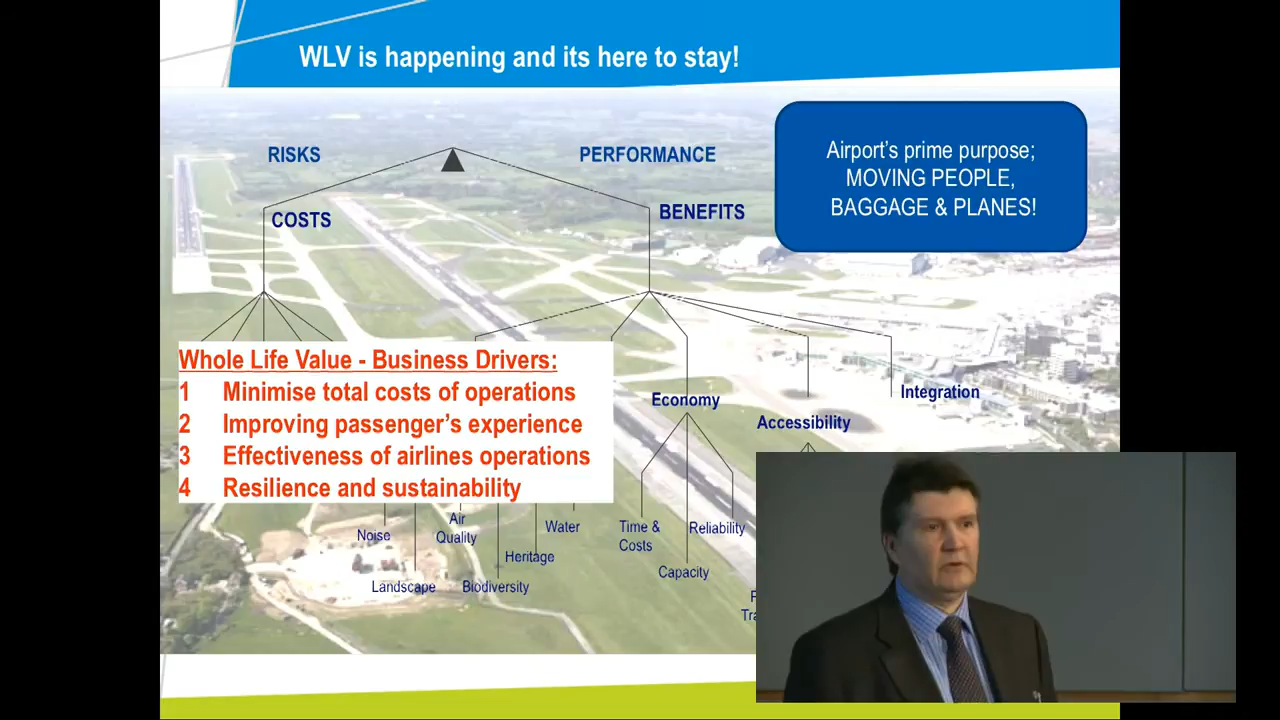 WLV is happening and its here to stay!
RISKS
PERFORMANCE
Airport's prime purpose;
MOVING PEOPLE,
BAGGAGE & PLANES!
COSTS
BENEFITS
Whole Life Value - Business Drivers:
1 Minimise total costs of operations
2 Improving passenger's experience
3 Effectiveness of airlines operations
4 Resilience and sustainability
Economy
Accessibility
Integration
Noise
Air
Quality
Water
Heritage
Landscape
Biodiversity
Time &
Costs
Reliability
Capacity